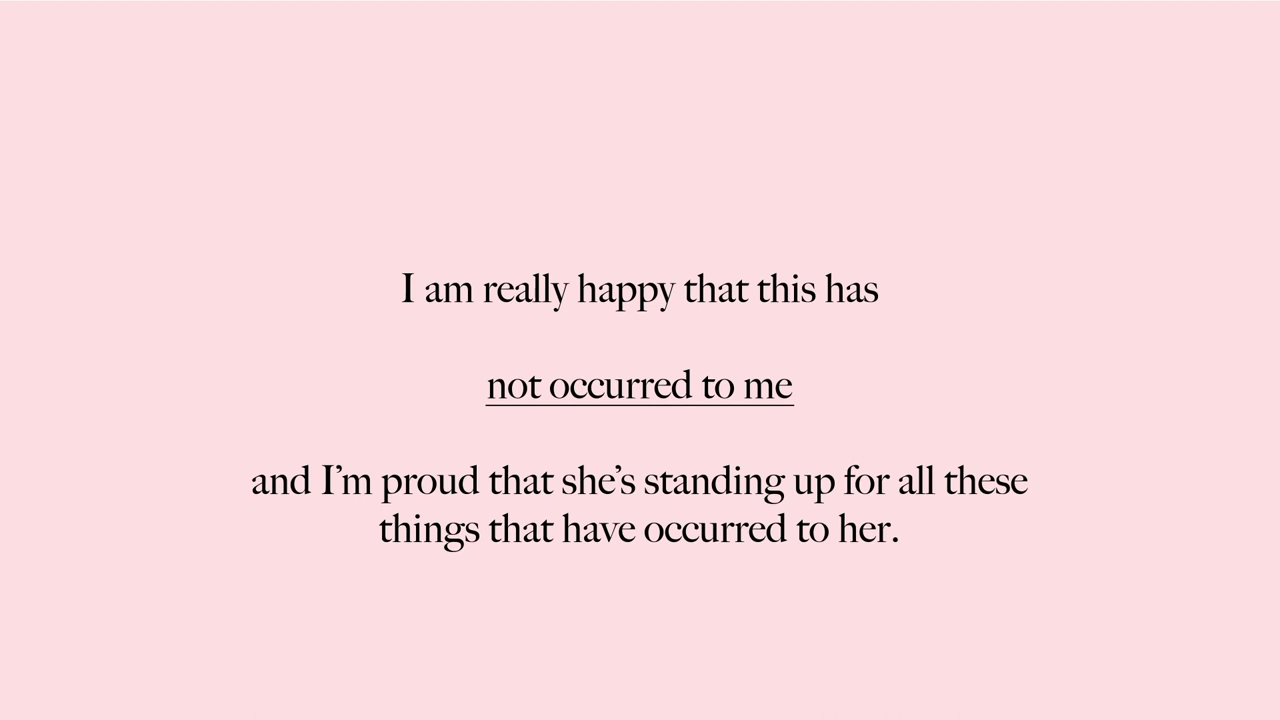 I am really happy that this has
not occurred to me
and I’m proud that she’s standing up for all these
things that have occurred to her.